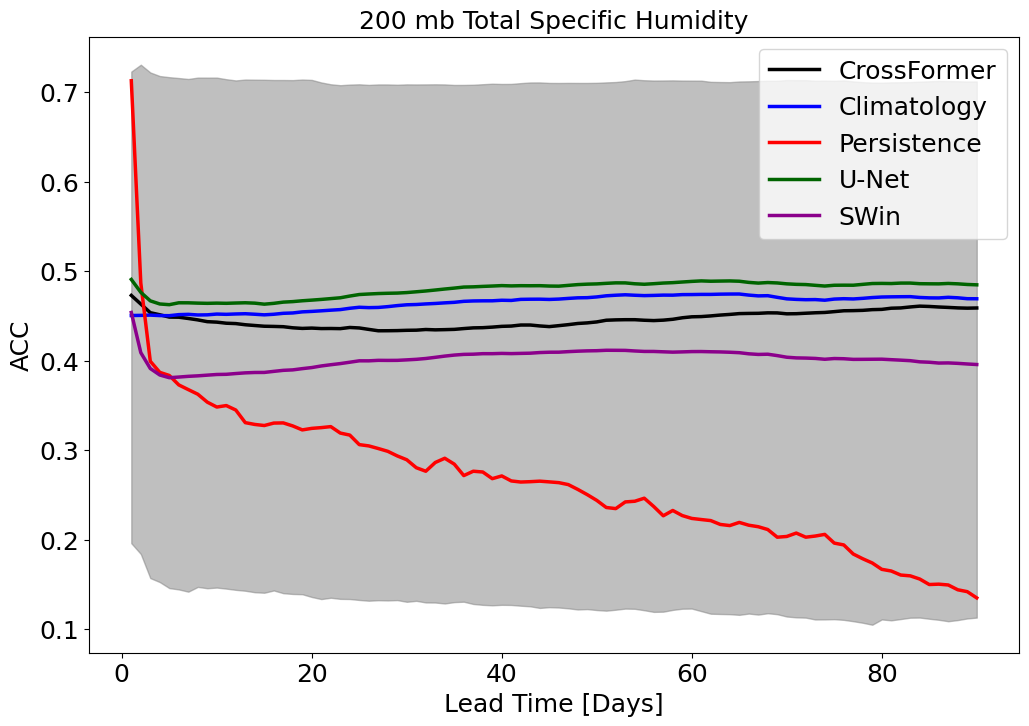 200 mb Total Specific Humidity
CrossFormer
Climatology
Persistence
U-Net
SWin
ACC
0.7
0.6
0.5
0.4
0.3
0.2
0.1
0 20 40 60 80
Lead Time [Days]